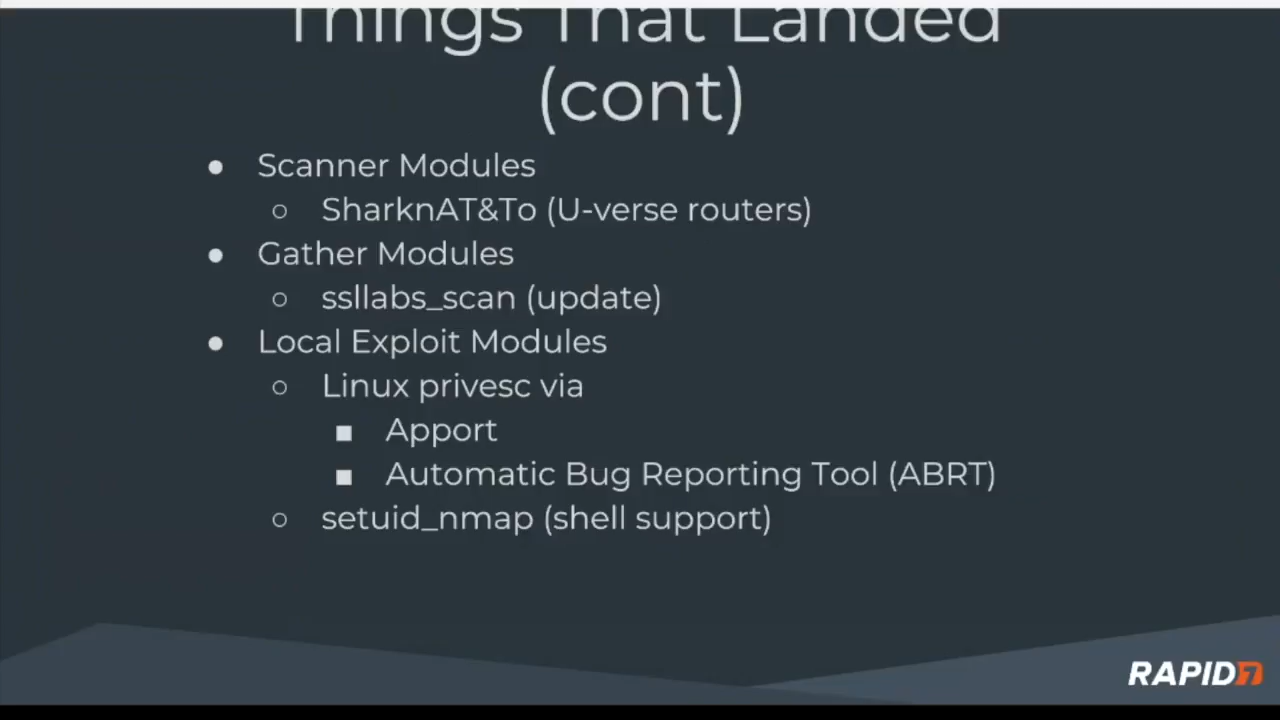 Things That Landed
(cont)
● Scanner Modules
○ SharknAT&To (U-verse routers)
● Gather Modules
○ ssllabs_scan (update)
● Local Exploit Modules
○ Linux privesc via
■ Apport
■ Automatic Bug Reporting Tool (ABRT)
○ setuid_nmap (shell support)
RAPID7